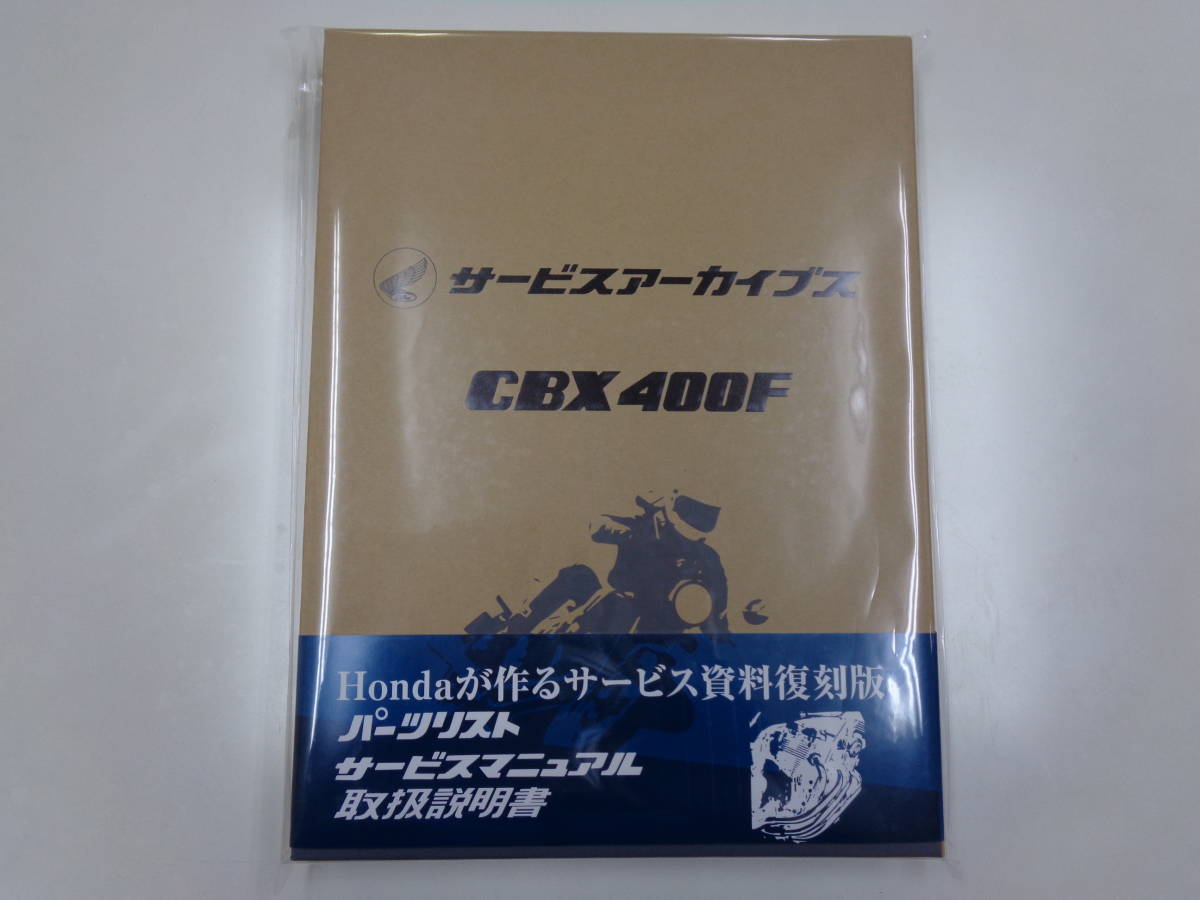 サービスアーカイブス
CBX400F
Hondaが作るサービス資料復刻版
パーツリスト
サービスマニュアル
取扱説明書